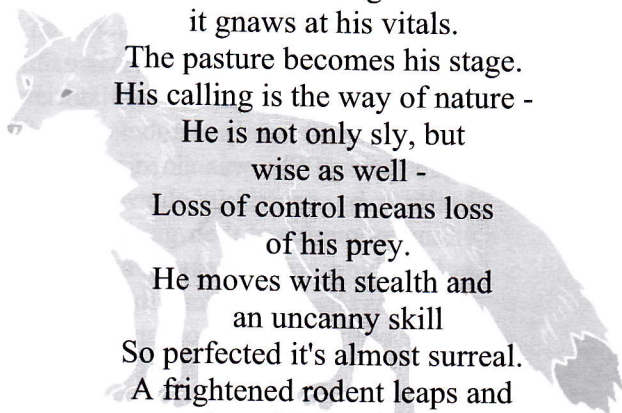 it gnaws at his vitals.
The pasture becomes his stage.
His calling is the way of nature -
He is not only sly, but
wise as well -
Loss of control means loss
of his prey.
He moves with stealth and
an uncanny skill
So perfected it's almost surreal.
A frightened rodent leaps and